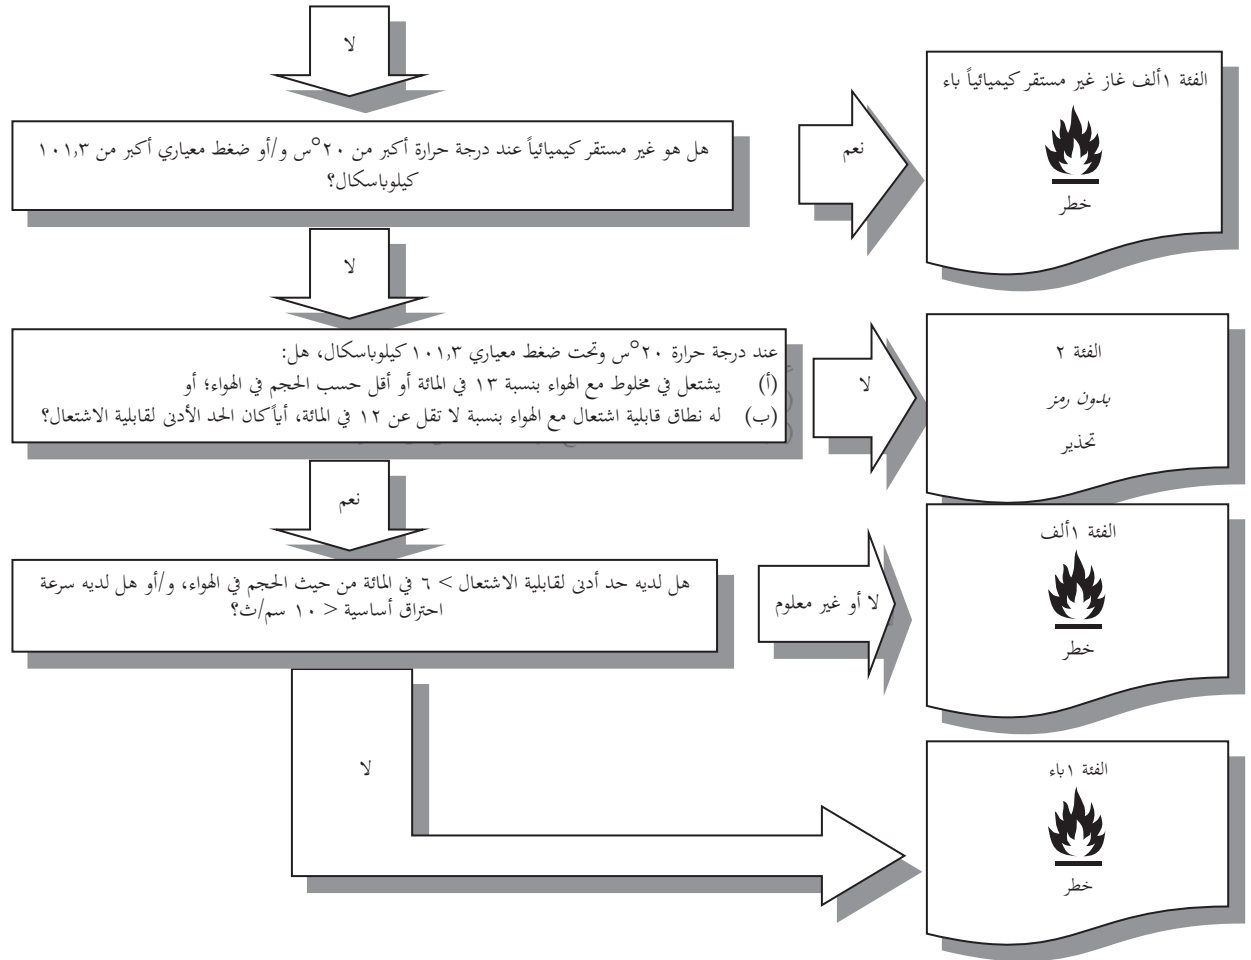 لا
هل هو غير مستقر كيميائياً عند درجة حرارة أكبر من ٢٠°س و/أو ضغط معياري أكبر من ١٠١,٣
كيلوباسكال؟
نعم
الفئة ١ألف غاز غير مستقر كيميائياً باء
خطر
لا
عند درجة حرارة ٢٠°س وتحت ضغط معياري ١٠١,٣ كيلوباسكال، هل:
(أ) يشتعل في مخلوط مع الهواء بنسبة ١٣ في المائة أو أقل حسب الحجم في الهواء؛ أو
(ب) له نطاق قابلية اشتعال مع الهواء بنسبة لا تقل عن ١٢ في المائة، أياً كان الحد الأدنى لقابلية الاشتعال؟
لا
الفئة ٢
بدون رمز
تحذير
نعم
هل لديه حد أدنى لقابلية الاشتعال > ٦ في المائة من حيث الحجم في الهواء، و/أو هل لديه سرعة
احتراق أساسية < ١٠ سم/ث؟
لا أو غير معلوم
الفئة ١ألف
خطر
لا
الفئة ١باء
خطر